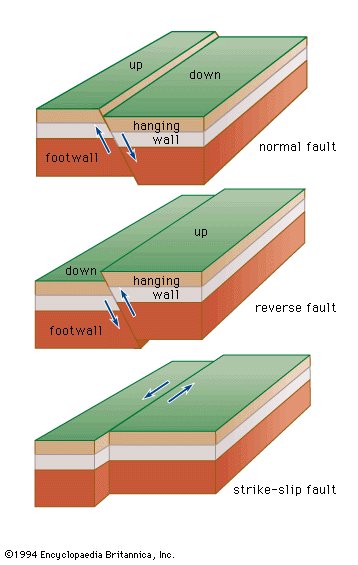 up
down
hanging
wall
footwall
normal fault
up
down
hanging
wall
footwall
reverse fault
strike-slip fault
©1994 Encyclopaedia Britannica, Inc.